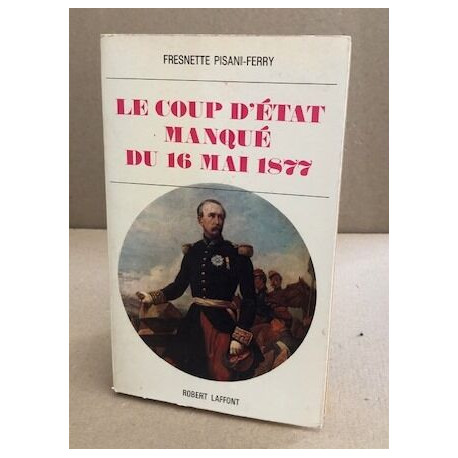 FRESNETTE PISANI-FERRY
LE COUP D'ÉTAT
MANQUÉ
DU 16 MAI 1877
ROBERT LAFFONT